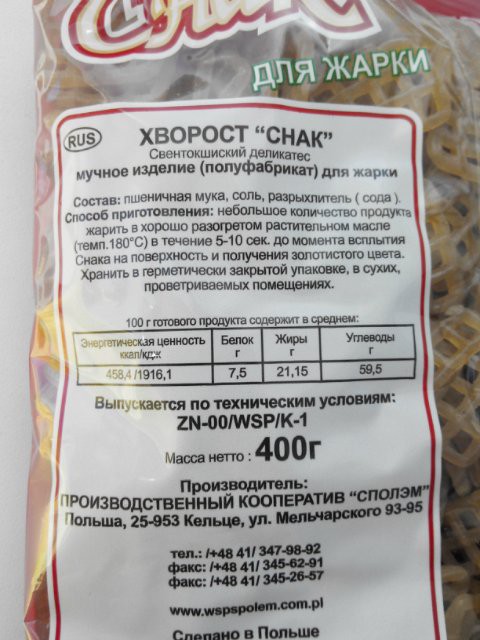 СНАК
ДЛЯ ЖАРКИ
RUS
ХВОРОСТ "СНАК"
Свентокшиский деликатес
мучное изделие (полуфабрикат) для жарки
Состав: пшеничная мука, соль, разрыхлитель ( сода ).
Способ приготовления: небольшое количество продукта
жарить в хорошо разогретом растительном масле
(темп.180°C) в течение 5-10 сек. до момента всплытия
Снака на поверхность и получения золотистого цвета.
Хранить в герметически закрытой упаковке, в сухих,
проветриваемых помещениях.
100 г готового продукта содержит в среднем:
Энергетическая ценность ккал/кдж Белок г Жиры г Углеводы г
458,4 /1916,1 7,5 21,15 59,5
Выпускается по техническим условиям:
ZN-00/WSP/K-1
Масса нетто : 400г
Производитель:
ПРОИЗВОДСТВЕННЫЙ КООПЕРАТИВ "СПОЛЭМ"
Польша, 25-953 Кельце, ул. Мельчарского 93-95
тел.: /+48 41/ 347-98-92
факс: /+48 41/ 345-62-91
факс: /+48 41/ 345-26-57
www.wspspolem.com.pl
Сделано в Польше